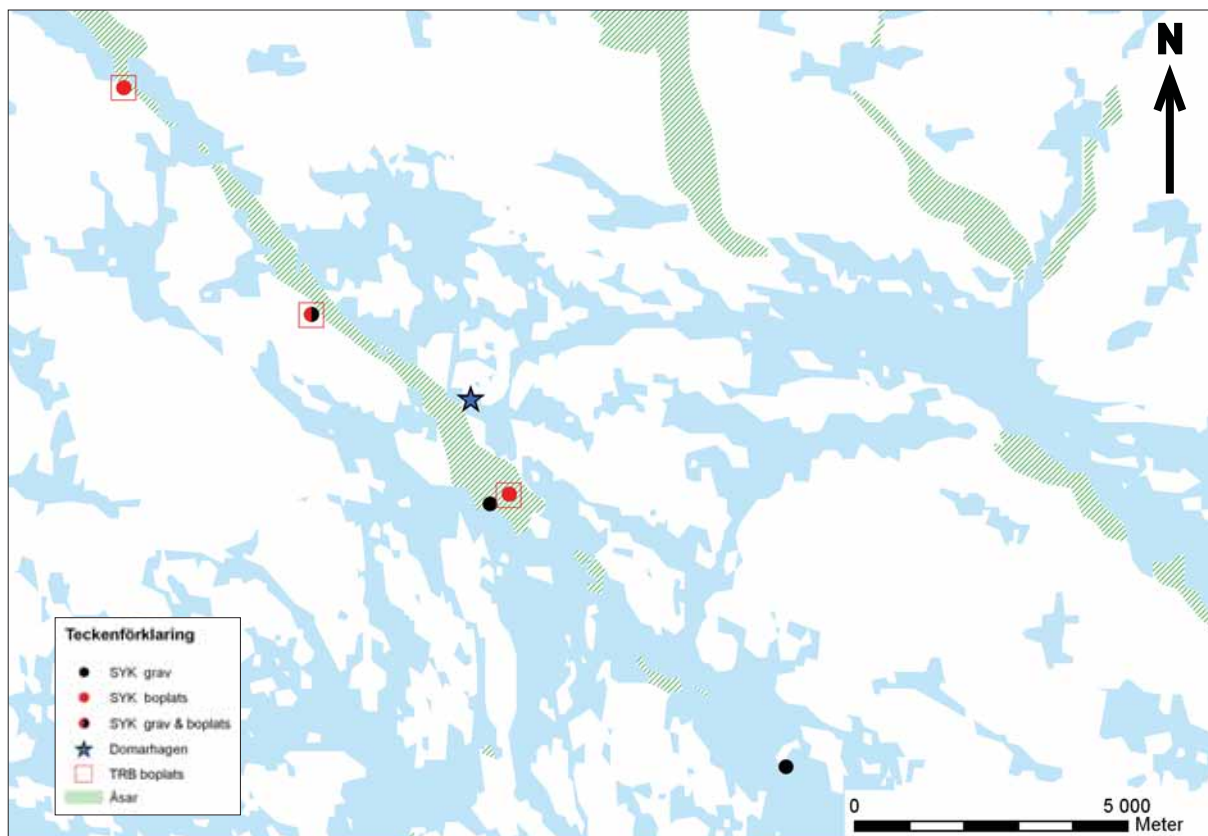 N
Teckenförklaring
SYK grav
SYK boplats
SYK grav & boplats
Domarhagen
TRB boplats
Åsar
0 5 000
Meter